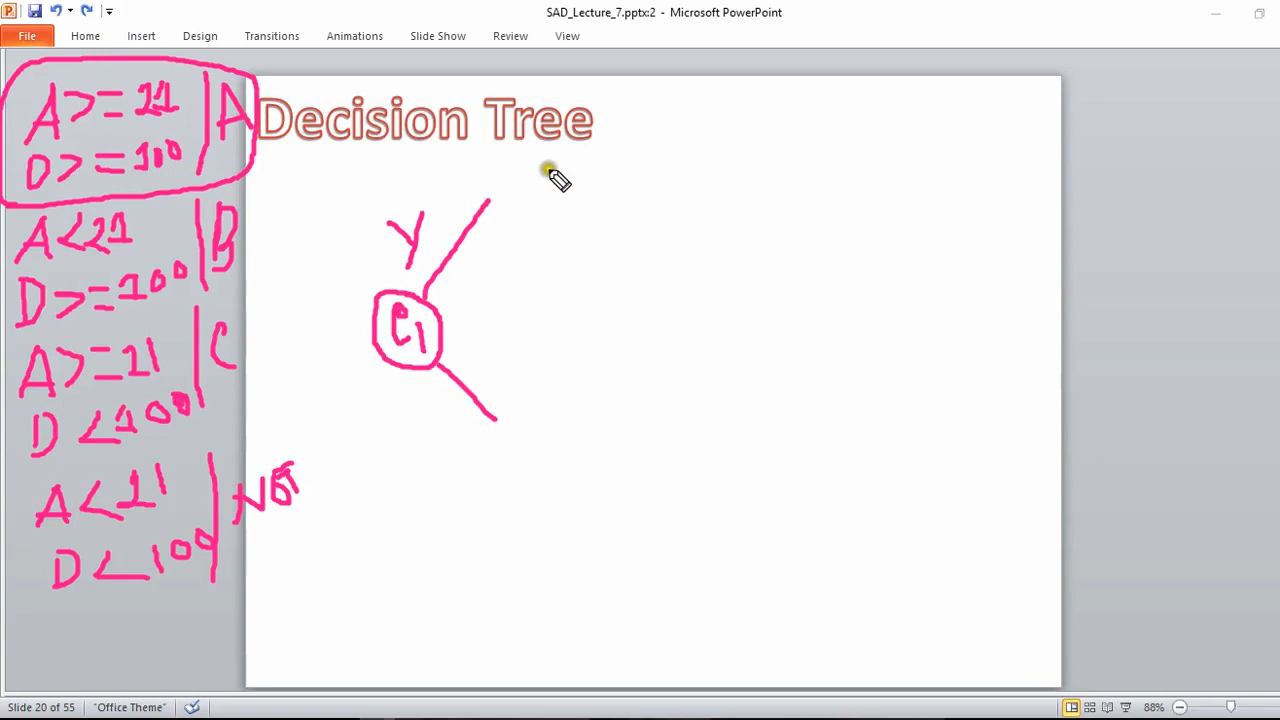 SAD_Lecture_7.pptx:2 - Microsoft PowerPoint
File Home Insert Design Transitions Animations Slide Show Review View
A>=21 | A
D>=100
A<21 | B
D>=100
A>=21 | C
D<100
A<21
D<100
Decision Tree
Y
C1
Slide 20 of 55 "Office Theme" 88%